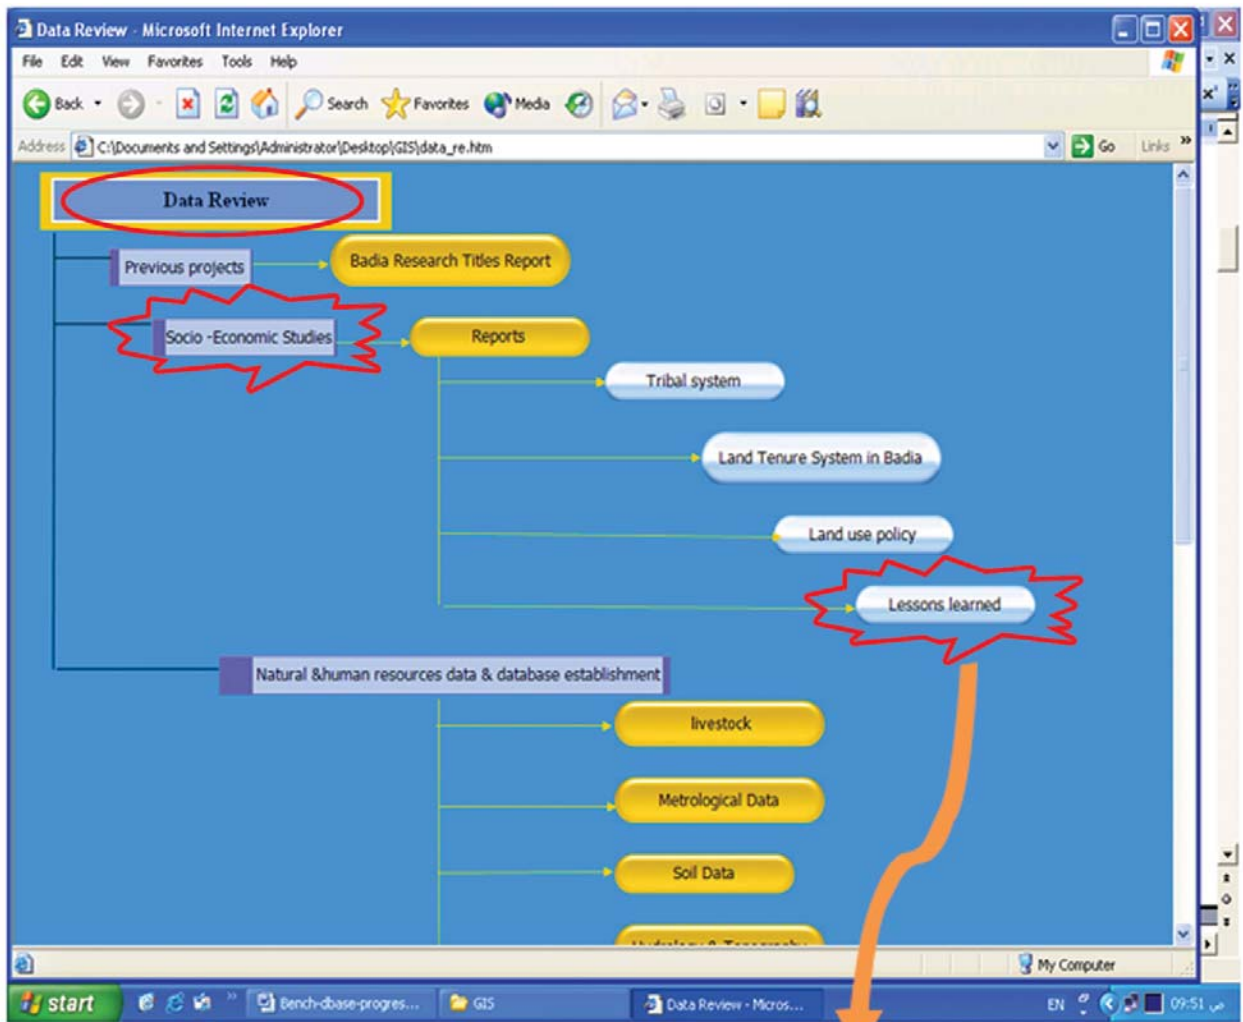 Data Review - Microsoft Internet Explorer
File Edit View Favorites Tools Help
Back Search Favorites Media
Address C:\Documents and Settings\Administrator\Desktop\GIS\data_re.htm Go Links »
Data Review
Previous projects
Badia Research Titles Report
Socio -Economic Studies
Reports
Tribal system
Land Tenure System in Badia
Land use policy
Lessons learned
Natural &human resources data & database establishment
livestock
Metrological Data
Soil Data
My Computer
start » Bench-dbase-progres... GIS Data Review - Micros... EN 09:51 ص